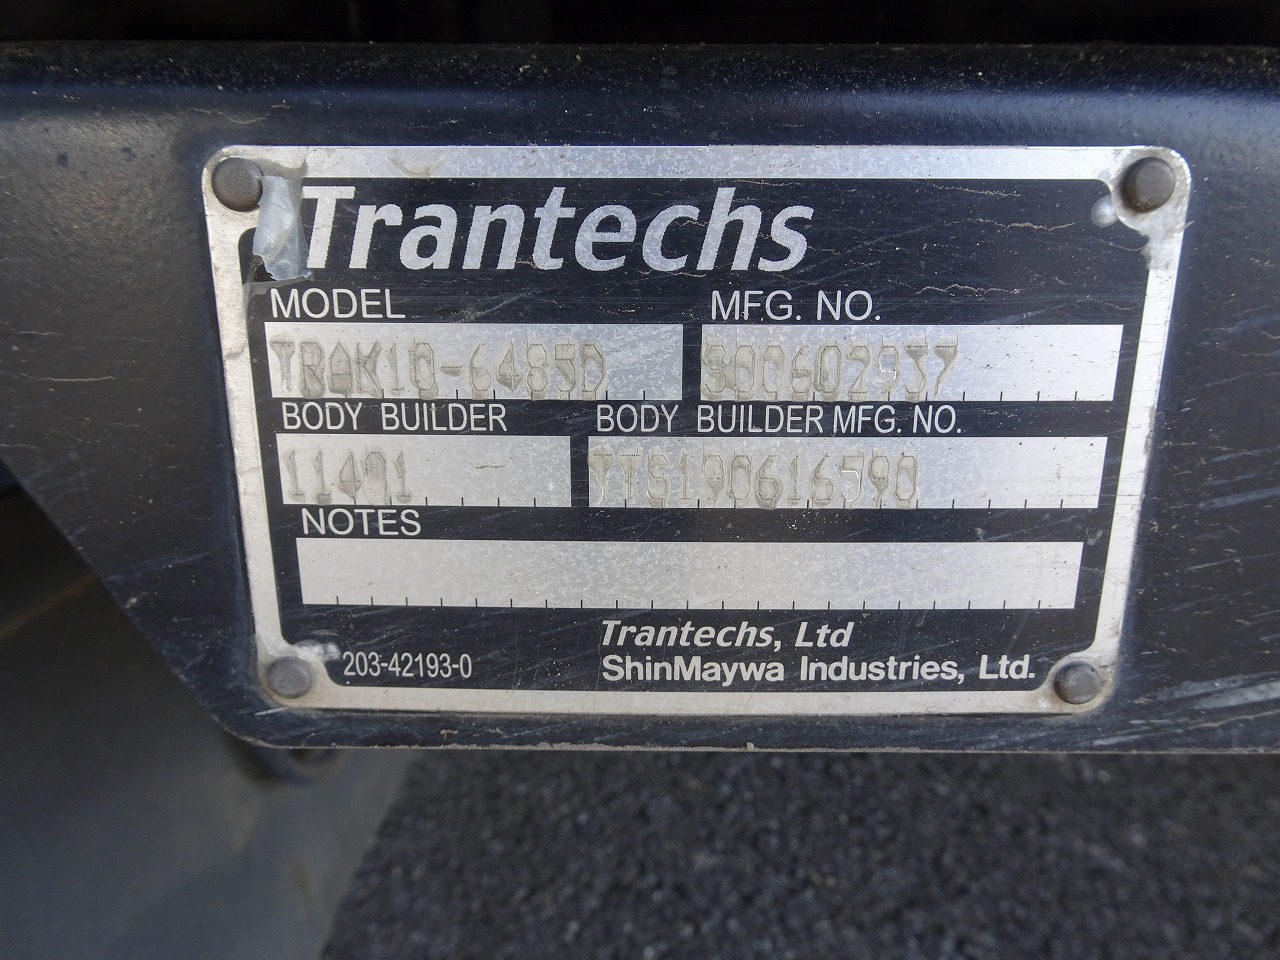 Trantechs
MODEL MFG. NO.
TRAK10-6485D S00602937
BODY BUILDER BODY BUILDER MFG. NO.
11401 - TTS190616590
NOTES
Trantechs, Ltd
203-42193-0 ShinMaywa Industries, Ltd.